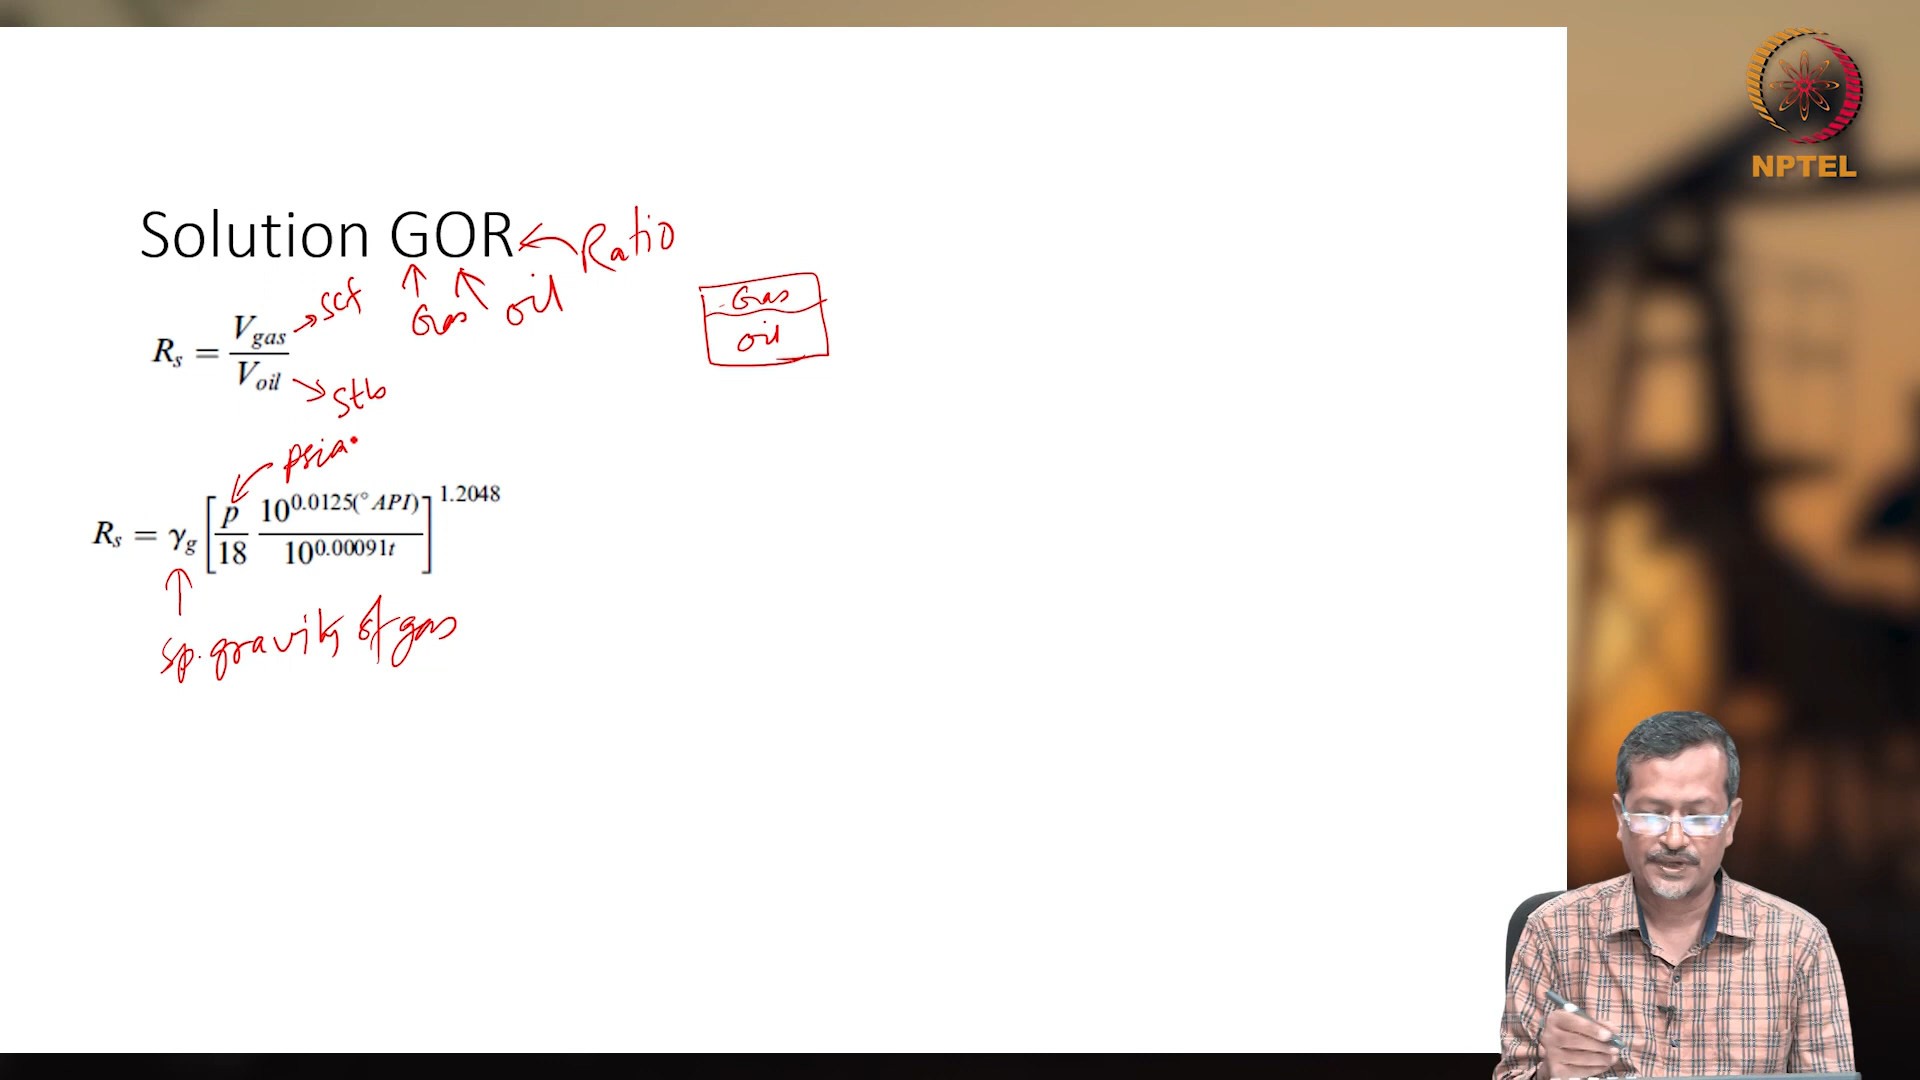 NPTEL
Solution GOR
Ratio
Gas
oil
R_s = V_gas / V_oil
scf
stb
Gas
oil
psia
R_s = γ_g [ p/18 10^0.0125(°API) / 10^0.00091t ]^1.2048
sp. gravity of gas